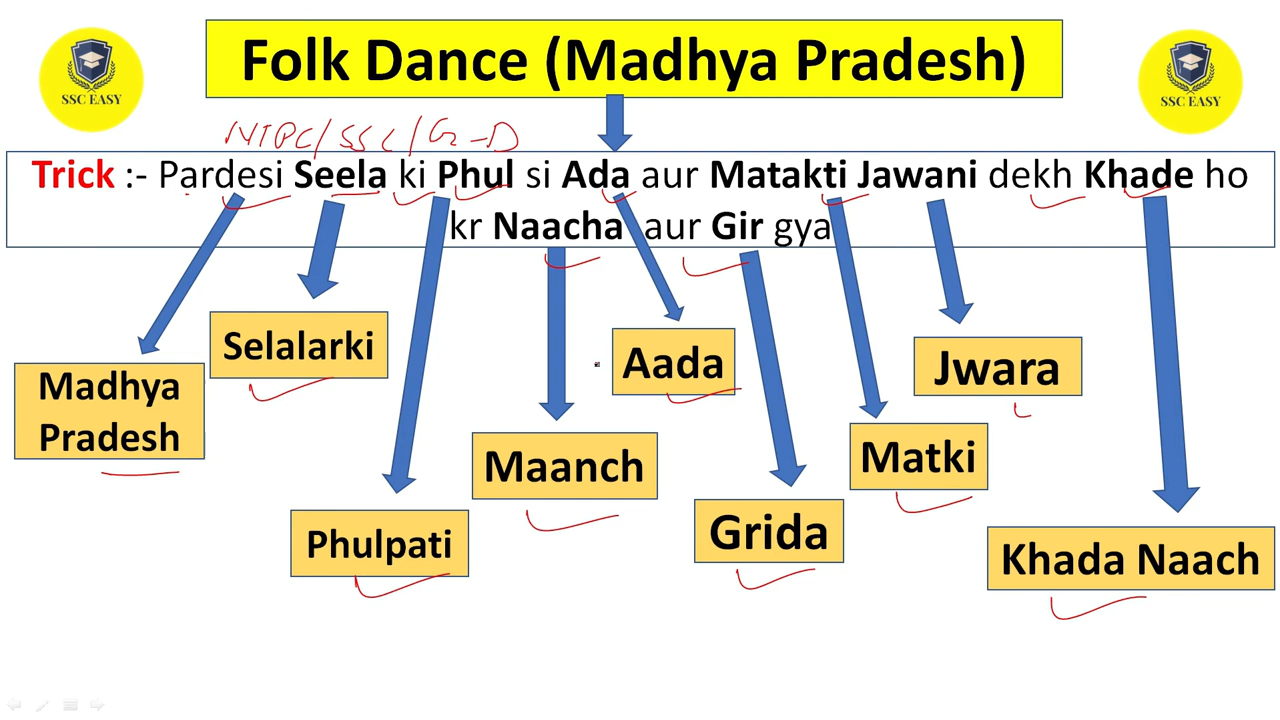 Folk Dance (Madhya Pradesh)
SSC EASY
SSC EASY
NTPC/SSC/Gr-D
Trick :- Pardesi Seela ki Phul si Ada aur Matakti Jawani dekh Khade ho
kr Naacha aur Gir gya
Selalarki
Aada
Jwara
Madhya
Pradesh
Maanch
Matki
Phulpati
Grida
Khada Naach